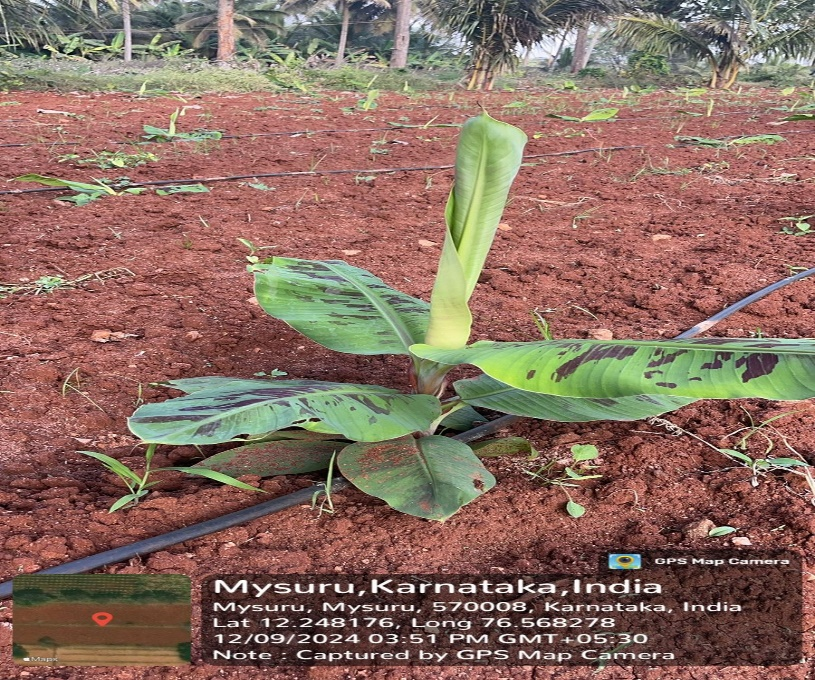 GPS Map Camera
Mysuru,Karnataka,India
Mysuru, Mysuru, 570008, Karnataka, India
Lat 12.248176, Long 76.568278
12/09/2024 03:51 PM GMT+05:30
Note : Captured by GPS Map Camera
Maps